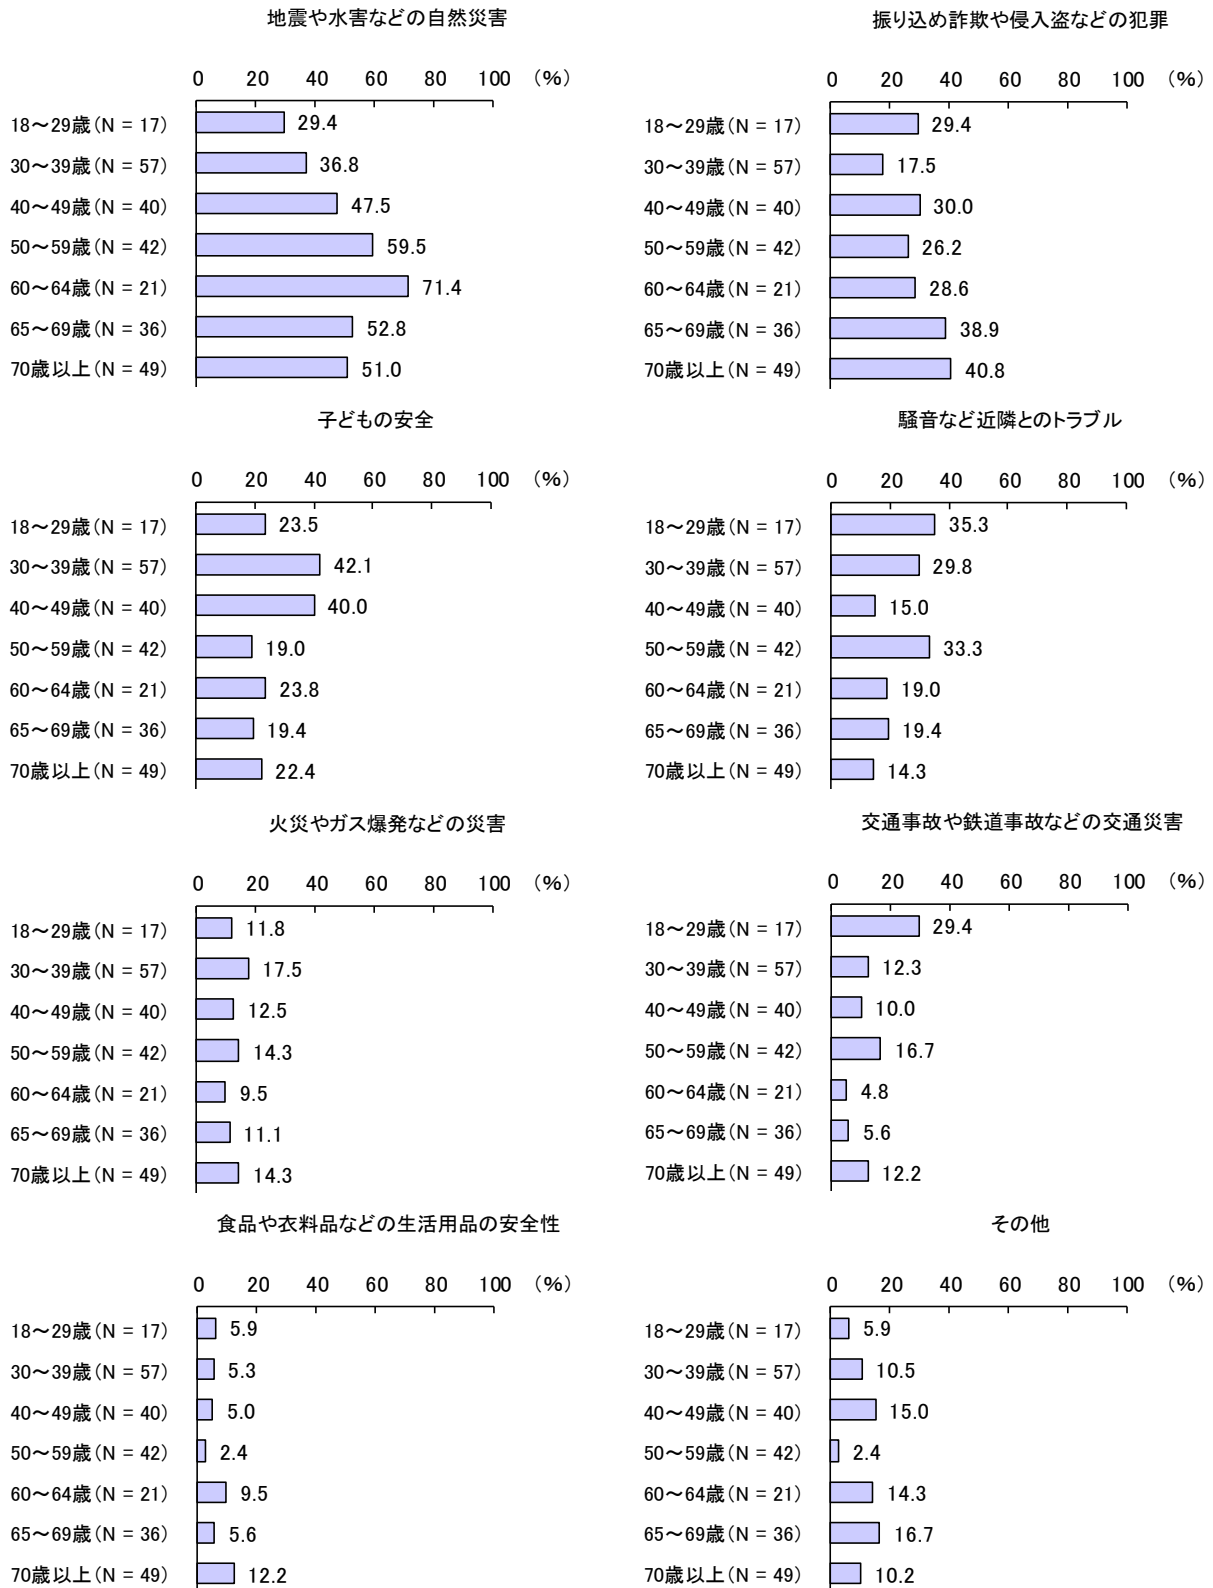 地震や水害などの自然災害
0 20 40 60 80 100 (%)
18～29歳(N = 17) 29.4
30～39歳(N = 57) 36.8
40～49歳(N = 40) 47.5
50～59歳(N = 42) 59.5
60～64歳(N = 21) 71.4
65～69歳(N = 36) 52.8
70歳以上(N = 49) 51.0
振り込め詐欺や侵入盗などの犯罪
0 20 40 60 80 100 (%)
18～29歳(N = 17) 29.4
30～39歳(N = 57) 17.5
40～49歳(N = 40) 30.0
50～59歳(N = 42) 26.2
60～64歳(N = 21) 28.6
65～69歳(N = 36) 38.9
70歳以上(N = 49) 40.8
子どもの安全
0 20 40 60 80 100 (%)
18～29歳(N = 17) 23.5
30～39歳(N = 57) 42.1
40～49歳(N = 40) 40.0
50～59歳(N = 42) 19.0
60～64歳(N = 21) 23.8
65～69歳(N = 36) 19.4
70歳以上(N = 49) 22.4
騒音など近隣とのトラブル
0 20 40 60 80 100 (%)
18～29歳(N = 17) 35.3
30～39歳(N = 57) 29.8
40～49歳(N = 40) 15.0
50～59歳(N = 42) 33.3
60～64歳(N = 21) 19.0
65～69歳(N = 36) 19.4
70歳以上(N = 49) 14.3
火災やガス爆発などの災害
0 20 40 60 80 100 (%)
18～29歳(N = 17) 11.8
30～39歳(N = 57) 17.5
40～49歳(N = 40) 12.5
50～59歳(N = 42) 14.3
60～64歳(N = 21) 9.5
65～69歳(N = 36) 11.1
70歳以上(N = 49) 14.3
交通事故や鉄道事故などの交通災害
0 20 40 60 80 100 (%)
18～29歳(N = 17) 29.4
30～39歳(N = 57) 12.3
40～49歳(N = 40) 10.0
50～59歳(N = 42) 16.7
60～64歳(N = 21) 4.8
65～69歳(N = 36) 5.6
70歳以上(N = 49) 12.2
食品や衣料品などの生活用品の安全性
0 20 40 60 80 100 (%)
18～29歳(N = 17) 5.9
30～39歳(N = 57) 5.3
40～49歳(N = 40) 5.0
50～59歳(N = 42) 2.4
60～64歳(N = 21) 9.5
65～69歳(N = 36) 5.6
70歳以上(N = 49) 12.2
その他
0 20 40 60 80 100 (%)
18～29歳(N = 17) 5.9
30～39歳(N = 57) 10.5
40～49歳(N = 40) 15.0
50～59歳(N = 42) 2.4
60～64歳(N = 21) 14.3
65～69歳(N = 36) 16.7
70歳以上(N = 49) 10.2